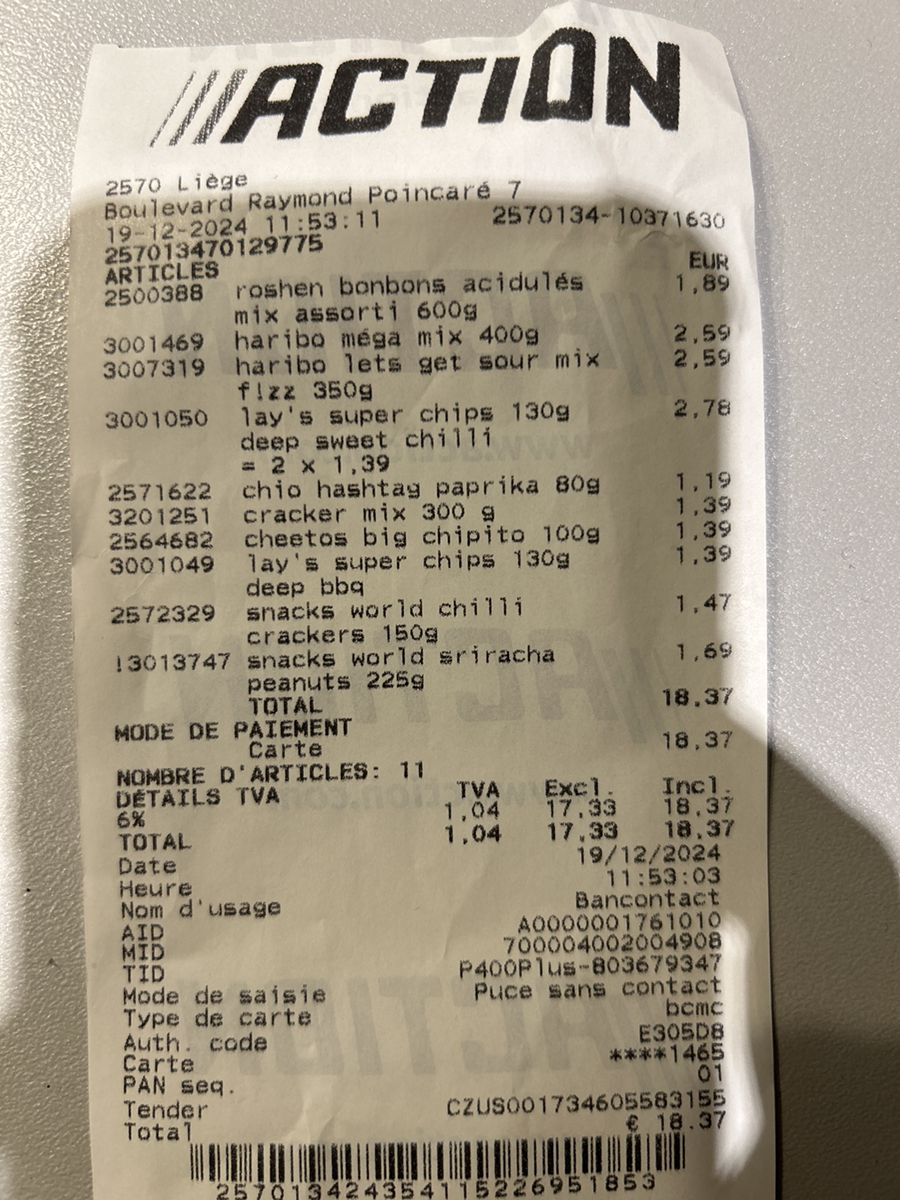 ACTION
2570 Liège
Boulevard Raymond Poincaré 7
19-12-2024 11:53:11 2570134-10371630
257013470129775
ARTICLES EUR
2500388 roshen bonbons acidulés 1,89
mix assorti 600g
3001469 haribo méga mix 400g 2,59
3007319 haribo lets get sour mix 2,59
f!zz 350g
3001050 lay's super chips 130g 2,78
deep sweet chilli
= 2 x 1,39
2571622 chio hashtag paprika 80g 1,19
3201251 cracker mix 300 g 1,39
2564682 cheetos big chipito 100g 1,39
3001049 lay's super chips 130g 1,39
deep bbq
2572329 snacks world chilli 1,47
crackers 150g
!3013747 snacks world sriracha 1,69
peanuts 225g
TOTAL 18,37
MODE DE PAIEMENT
Carte 18,37
NOMBRE D'ARTICLES: 11
DÉTAILS TVA TVA Excl. Incl.
6% 1,04 17,33 18,37
TOTAL 1,04 17,33 18,37
Date 19/12/2024
Heure 11:53:03
Nom d'usage Bancontact
AID A0000001761010
MID 700004002004908
TID P400Plus-803679347
Mode de saisie Puce sans contact
Type de carte bcmc
Auth. code E305D8
Carte ****1465
PAN seq. 01
Tender CZUS001734605583155
Total € 18.37
2570134243541152269518​53